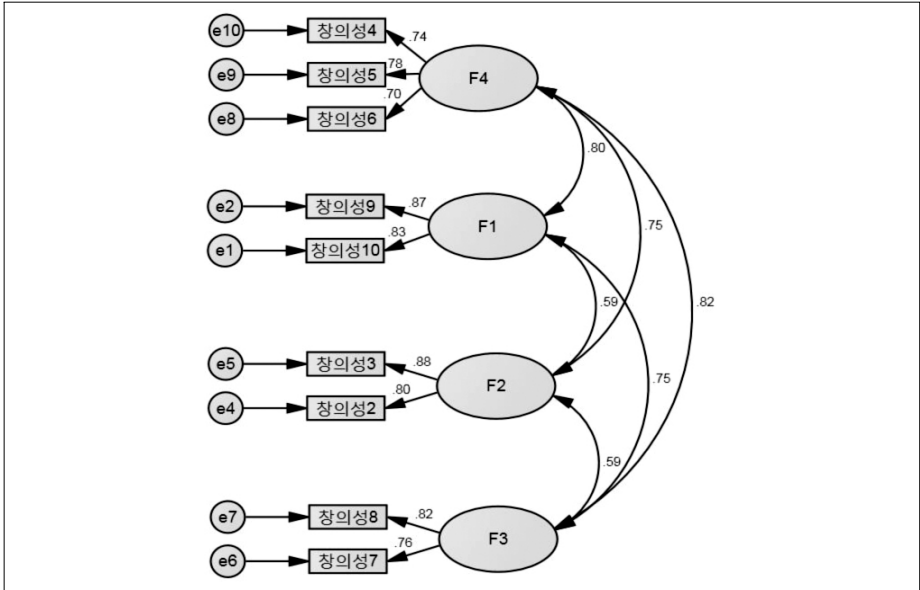 e10 창의성4 .74
e9 창의성5 .78 F4
e8 창의성6 .70
.80
e2 창의성9 .87
F1
e1 창의성10 .83
.75
.59 .82
e5 창의성3 .88
.75
F2
e4 창의성2 .80
.59
e7 창의성8 .82
F3
e6 창의성7 .76